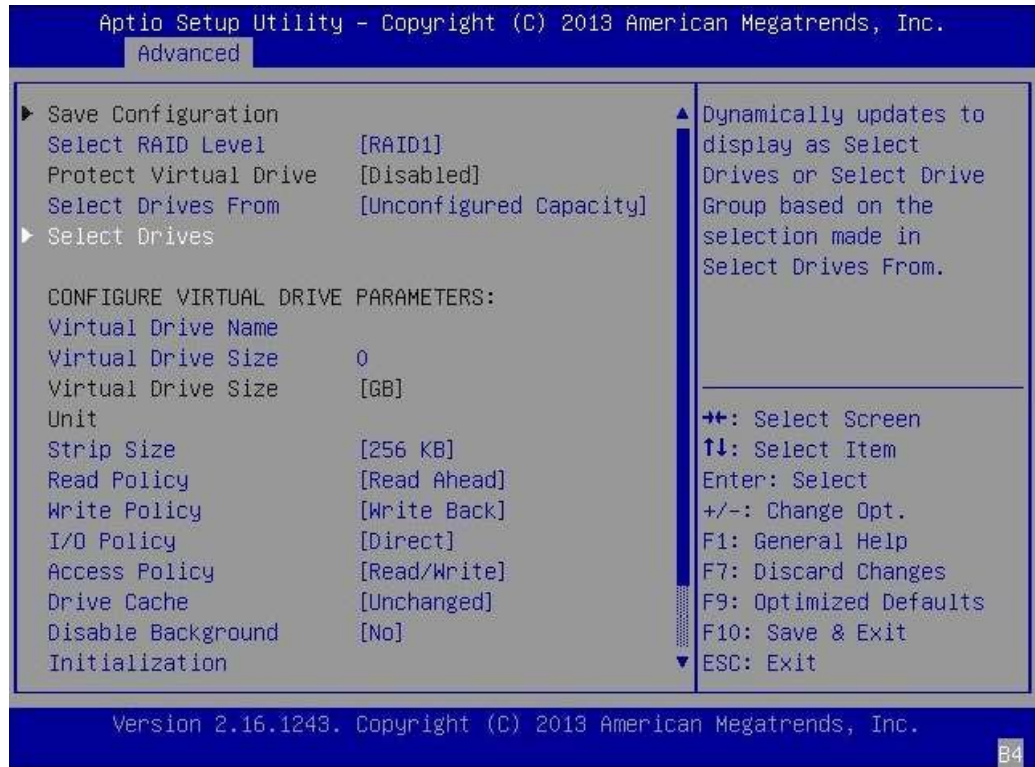 Aptio Setup Utility – Copyright (C) 2013 American Megatrends, Inc.
Advanced
Save Configuration
Select RAID Level [RAID1]
Protect Virtual Drive [Disabled]
Select Drives From [Unconfigured Capacity]
Select Drives
CONFIGURE VIRTUAL DRIVE PARAMETERS:
Virtual Drive Name
Virtual Drive Size 0
Virtual Drive Size [GB]
Unit
Strip Size [256 KB]
Read Policy [Read Ahead]
Write Policy [Write Back]
I/O Policy [Direct]
Access Policy [Read/Write]
Drive Cache [Unchanged]
Disable Background [No]
Initialization
Dynamically updates to
display as Select
Drives or Select Drive
Group based on the
selection made in
Select Drives From.
→←: Select Screen
↑↓: Select Item
Enter: Select
+/-: Change Opt.
F1: General Help
F7: Discard Changes
F9: Optimized Defaults
F10: Save & Exit
ESC: Exit
Version 2.16.1243. Copyright (C) 2013 American Megatrends, Inc.
B4